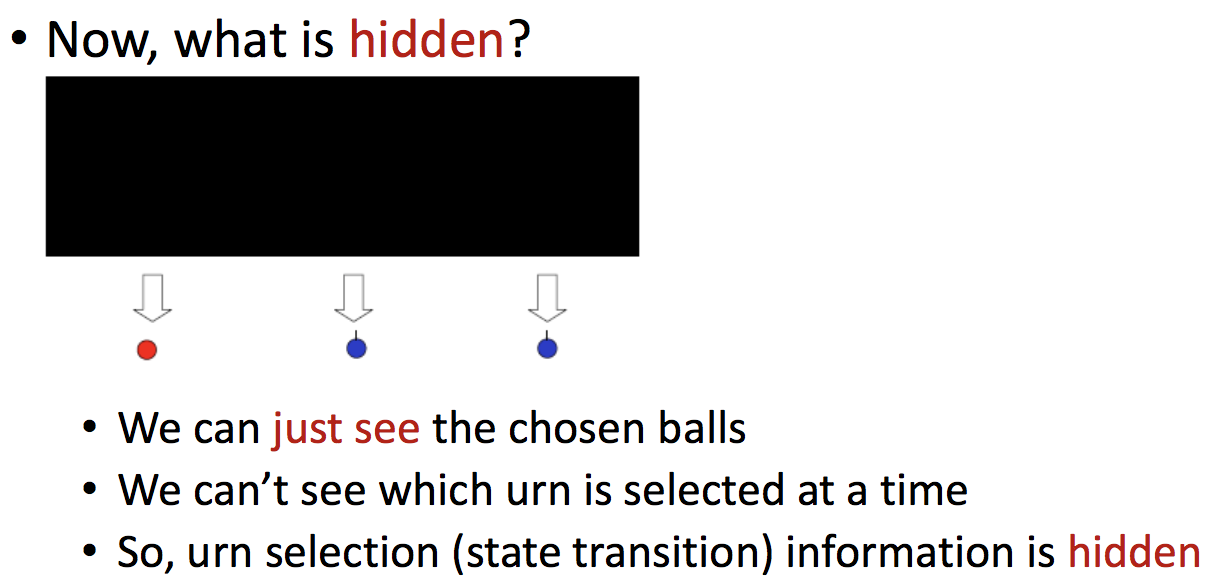 • Now, what is hidden?
• We can just see the chosen balls
• We can’t see which urn is selected at a time
• So, urn selection (state transition) information is hidden